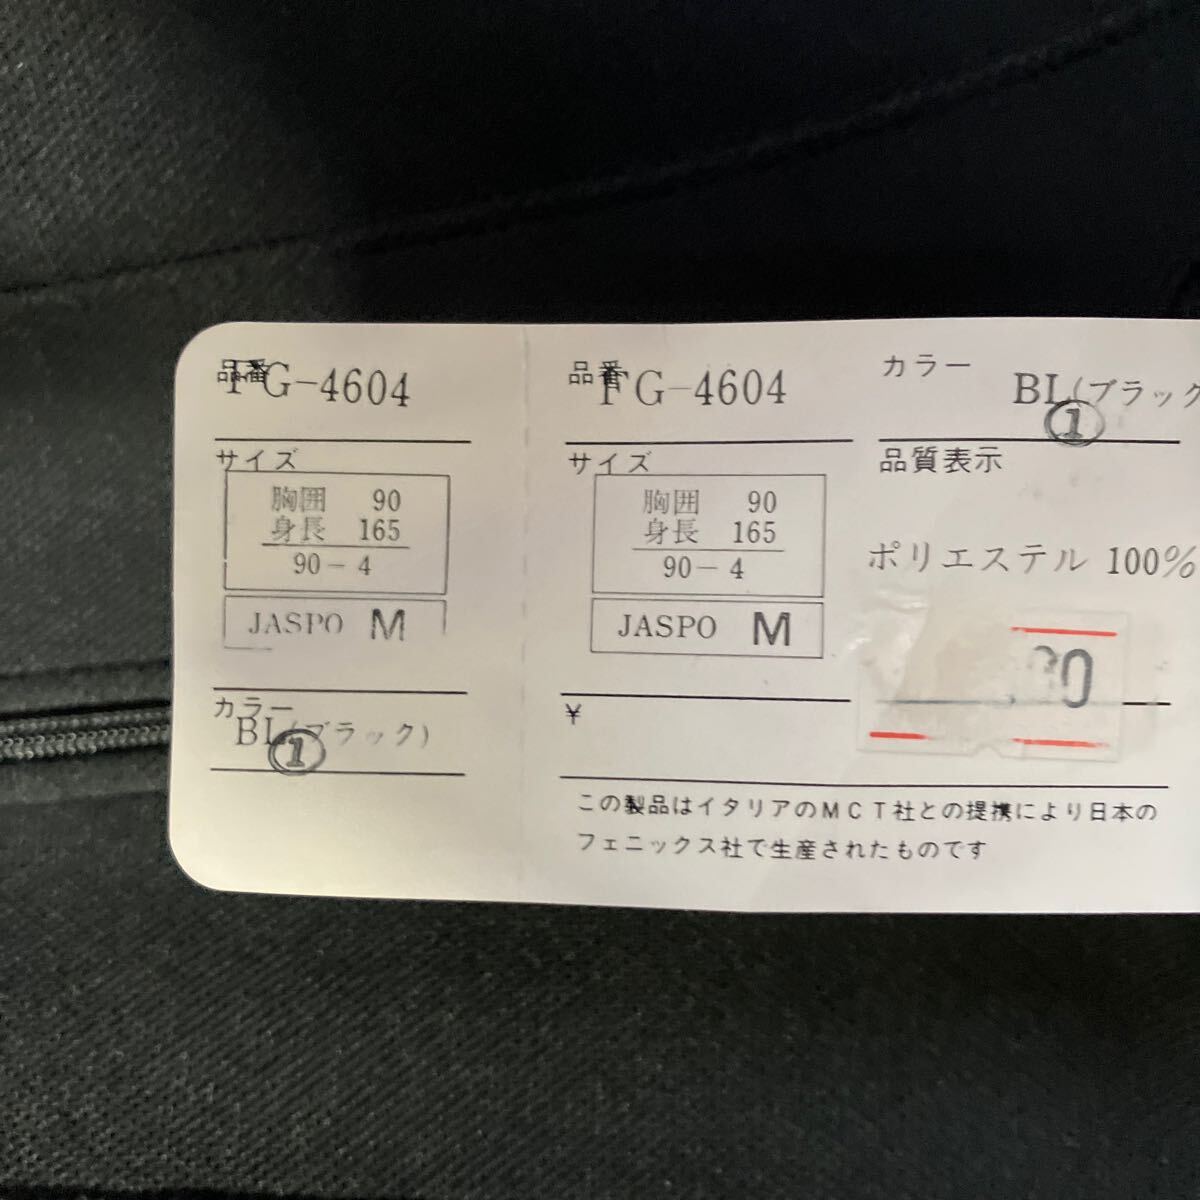 品番 FG-4604
サイズ
胸囲 90
身長 165
90-4
JASPO M
カラー
BL(ブラック)
①
品番 FG-4604
サイズ
胸囲 90
身長 165
90-4
JASPO M
¥
カラー
BL(ブラック
①
品質表示
ポリエステル 100%
この製品はイタリアのMCT社との提携により日本の
フェニックス社で生産されたものです